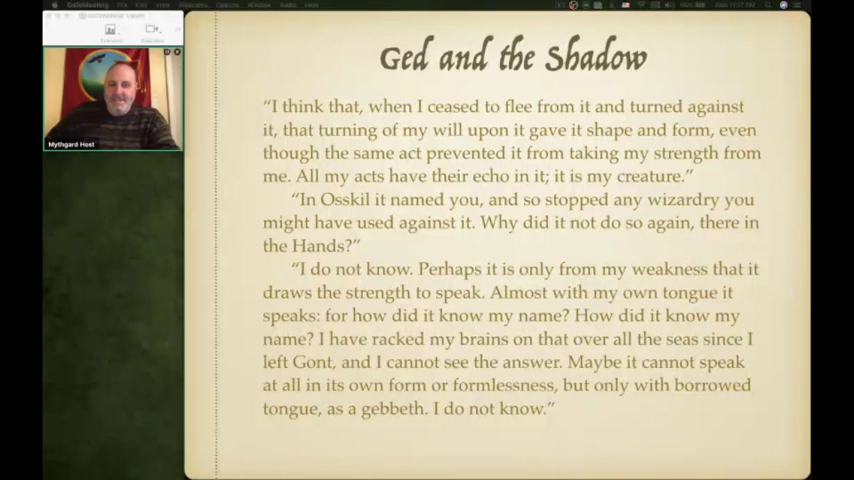 Ged and the Shadow
“I think that, when I ceased to flee from it and turned against
it, that turning of my will upon it gave it shape and form, even
though the same act prevented it from taking my strength from
me. All my acts have their echo in it; it is my creature.”
“In Osskil it named you, and so stopped any wizardry you
might have used against it. Why did it not do so again, there in
the Hands?”
“I do not know. Perhaps it is only from my weakness that it
draws the strength to speak. Almost with my own tongue it
speaks: for how did it know my name? How did it know my
name? I have racked my brains on that over all the seas since I
left Gont, and I cannot see the answer. Maybe it cannot speak
at all in its own form or formlessness, but only with borrowed
tongue, as a gebbeth. I do not know.”
Mythgard Host